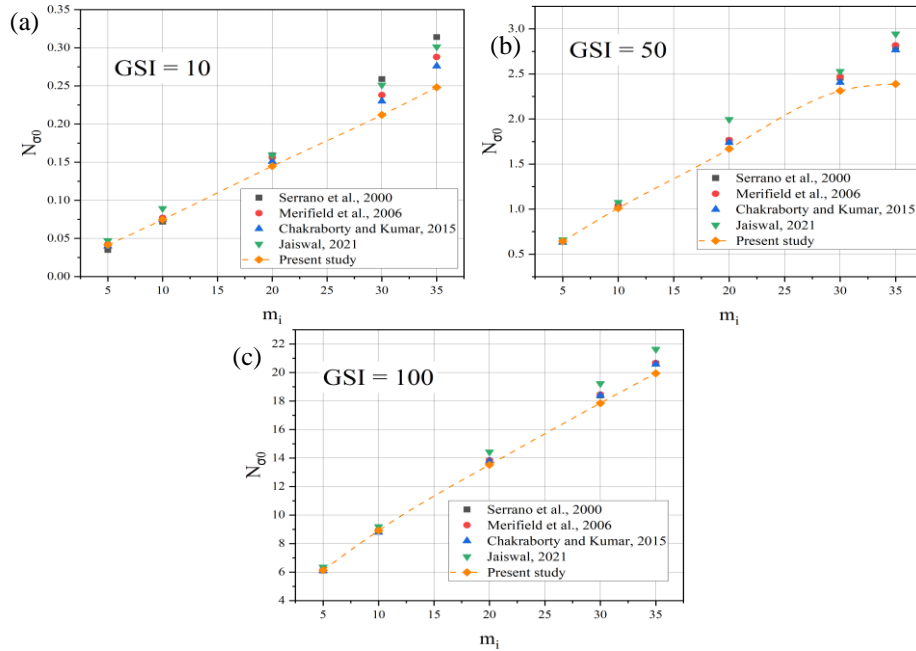 (a)
GSI = 10
0.35
0.30
0.25
0.20
0.15
0.10
0.05
0.00
Nσ0
Serrano et al., 2000
Merifield et al., 2006
Chakraborty and Kumar, 2015
Jaiswal, 2021
Present study
5 10 15 20 25 30 35
mi
(b)
GSI = 50
3.0
2.5
2.0
1.5
1.0
0.5
Nσ0
Serrano et al., 2000
Merifield et al., 2006
Chakraborty and Kumar, 2015
Jaiswal, 2021
Present study
5 10 15 20 25 30 35
mi
(c)
GSI = 100
22
20
18
16
14
12
10
8
6
4
Nσ0
Serrano et al., 2000
Merifield et al., 2006
Chakraborty and Kumar, 2015
Jaiswal, 2021
Present study
5 10 15 20 25 30 35
mi